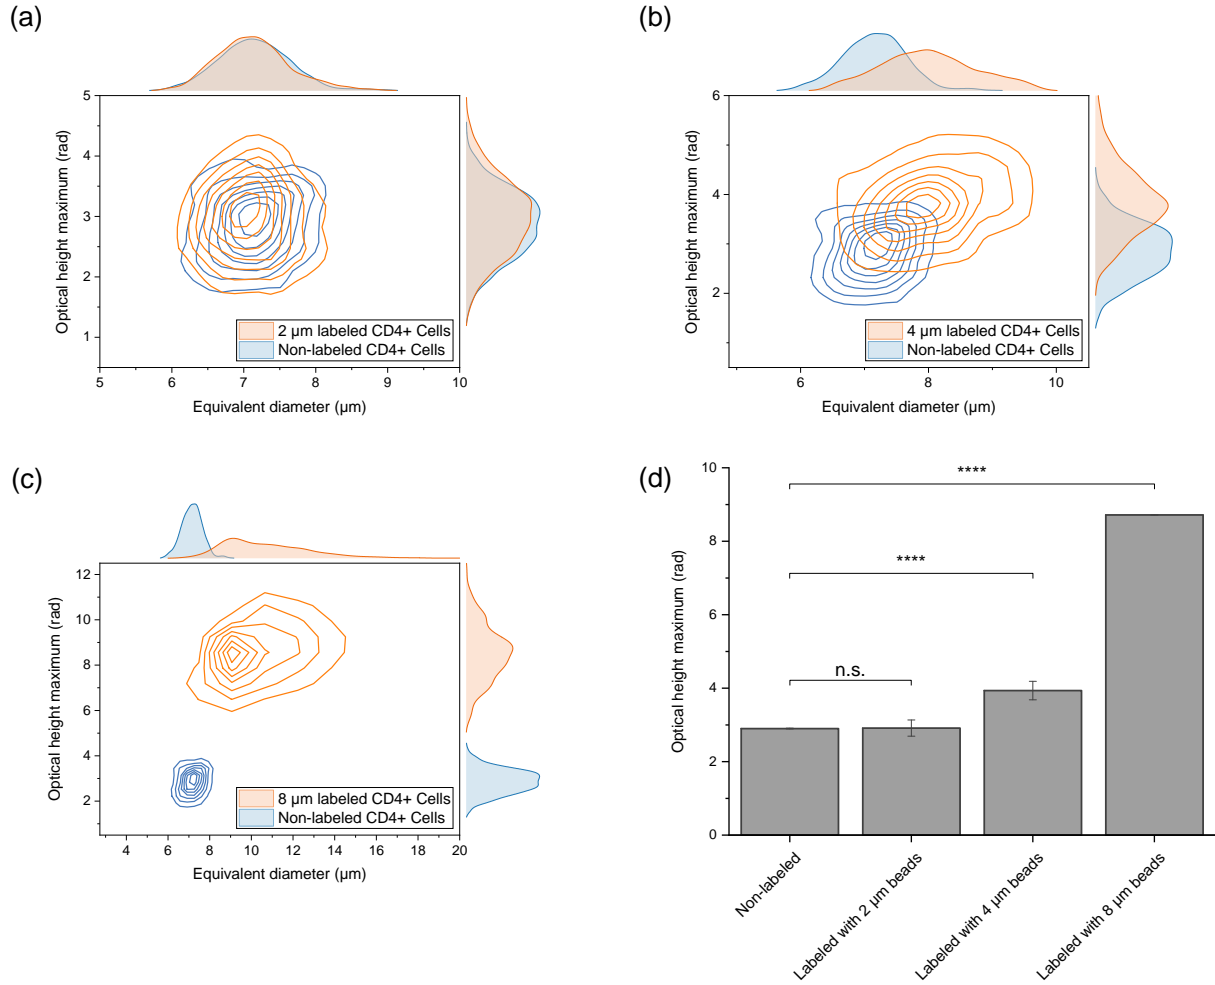 (a)
5
4
3
2
1
Optical height maximum (rad)
2 µm labeled CD4+ Cells
Non-labeled CD4+ Cells
5 6 7 8 9 10
Equivalent diameter (µm)
(b)
6
4
2
Optical height maximum (rad)
4 µm labeled CD4+ Cells
Non-labeled CD4+ Cells
6 8 10
Equivalent diameter (µm)
(c)
12
10
8
6
4
2
Optical height maximum (rad)
8 µm labeled CD4+ Cells
Non-labeled CD4+ Cells
4 6 8 10 12 14 16 18 20
Equivalent diameter (µm)
(d)
10
8
6
4
2
0
Optical height maximum (rad)
****
****
n.s.
Non-labeled
Labeled with 2 µm beads
Labeled with 4 µm beads
Labeled with 8 µm beads